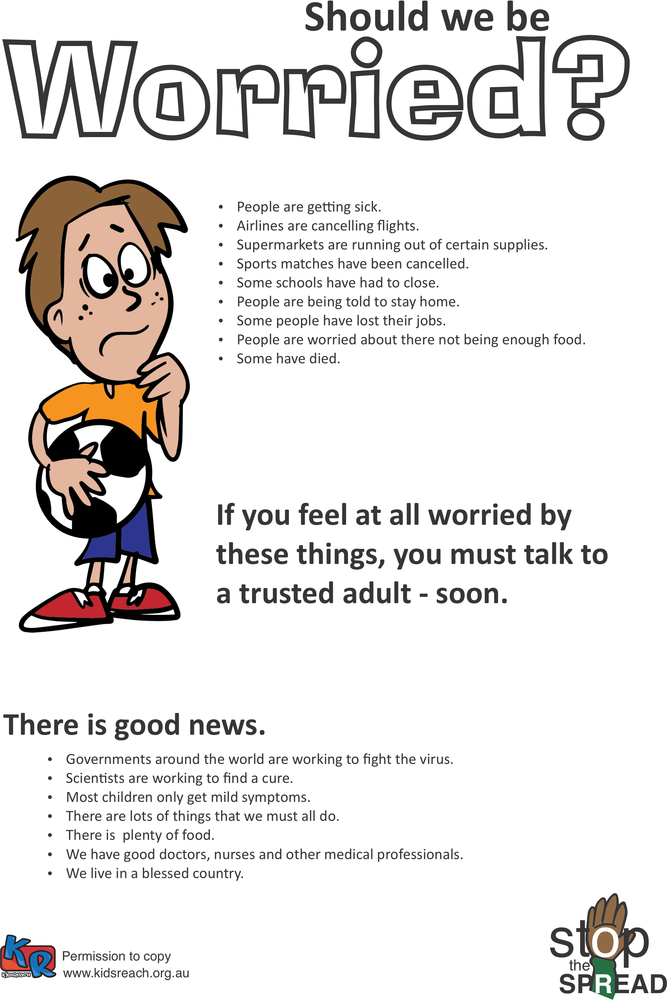 Should we be
Worried?
• People are getting sick.
• Airlines are cancelling flights.
• Supermarkets are running out of certain supplies.
• Sports matches have been cancelled.
• Some schools have had to close.
• People are being told to stay home.
• Some people have lost their jobs.
• People are worried about there not being enough food.
• Some have died.
If you feel at all worried by
these things, you must talk to
a trusted adult - soon.
There is good news.
• Governments around the world are working to fight the virus.
• Scientists are working to find a cure.
• Most children only get mild symptoms.
• There are lots of things that we must all do.
• There is  plenty of food.
• We have good doctors, nurses and other medical professionals.
• We live in a blessed country.
KR
KIDSREACH
Permission to copy
www.kidsreach.org.au
stop
the
SPREAD